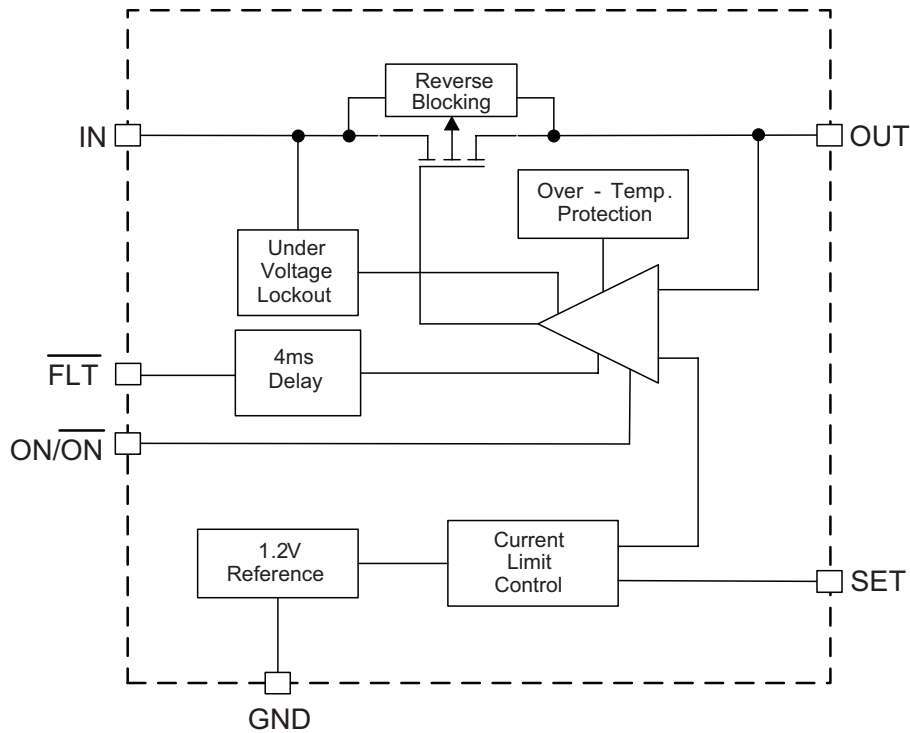 Reverse
Blocking
IN
OUT
Over - Temp.
Protection
Under
Voltage
Lockout
FLT
4ms
Delay
ON/ON
1.2V
Reference
Current
Limit
Control
SET
GND